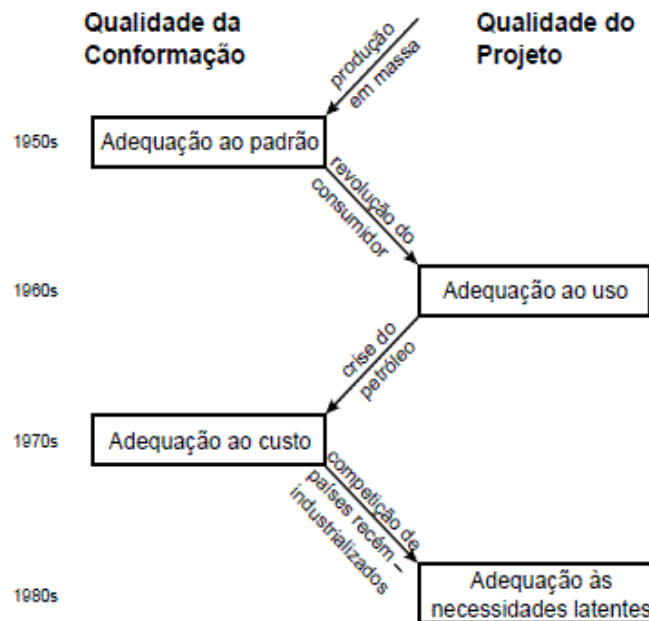 Qualidade da
Conformação
Qualidade do
Projeto
produção
em massa
1950s
Adequação ao padrão
revolução do
consumidor
1960s
Adequação ao uso
crise do
petróleo
1970s
Adequação ao custo
competição de
países recém –
industrializados
1980s
Adequação às
necessidades latentes